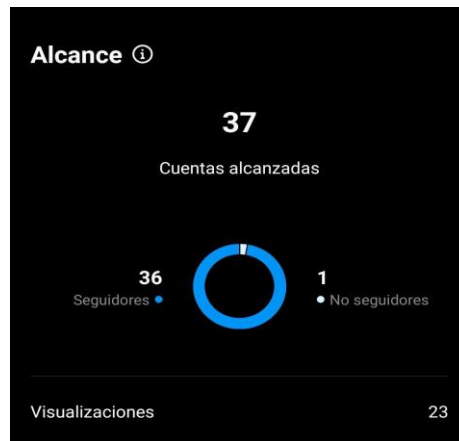 Alcance
37
Cuentas alcanzadas
36
Seguidores
1
No seguidores
Visualizaciones 23